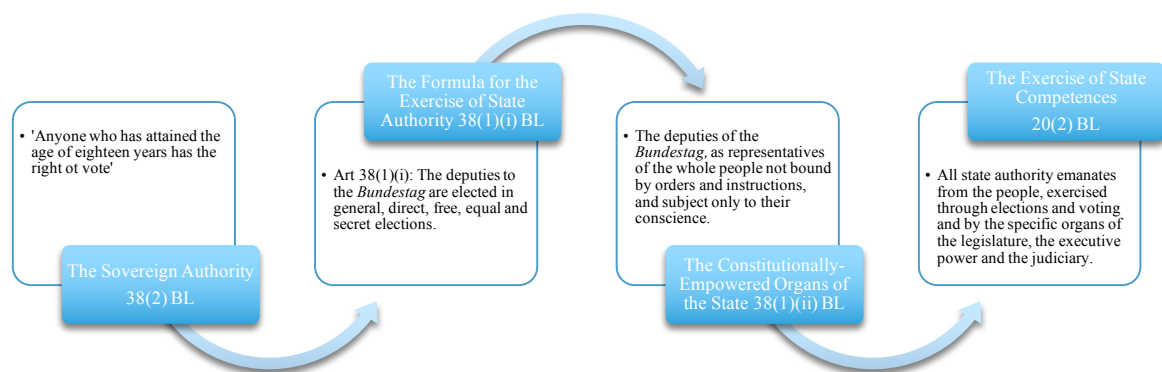 • 'Anyone who has attained the
age of eighteen years has the
right ot vote'
The Sovereign Authority
38(2) BL
The Formula for the
Exercise of State
Authority 38(1)(i) BL
• Art 38(1)(i): The deputies to
the Bundestag are elected in
general, direct, free, equal and
secret elections.
• The deputies of the
Bundestag, as representatives
of the whole people not bound
by orders and instructions,
and subject only to their
conscience.
The Constitutionally-
Empowered Organs of
the State 38(1)(ii) BL
The Exercise of State
Competences
20(2) BL
• All state authority emanates
from the people, exercised
through elections and voting
and by the specific organs of
the legislature, the executive
power and the judiciary.